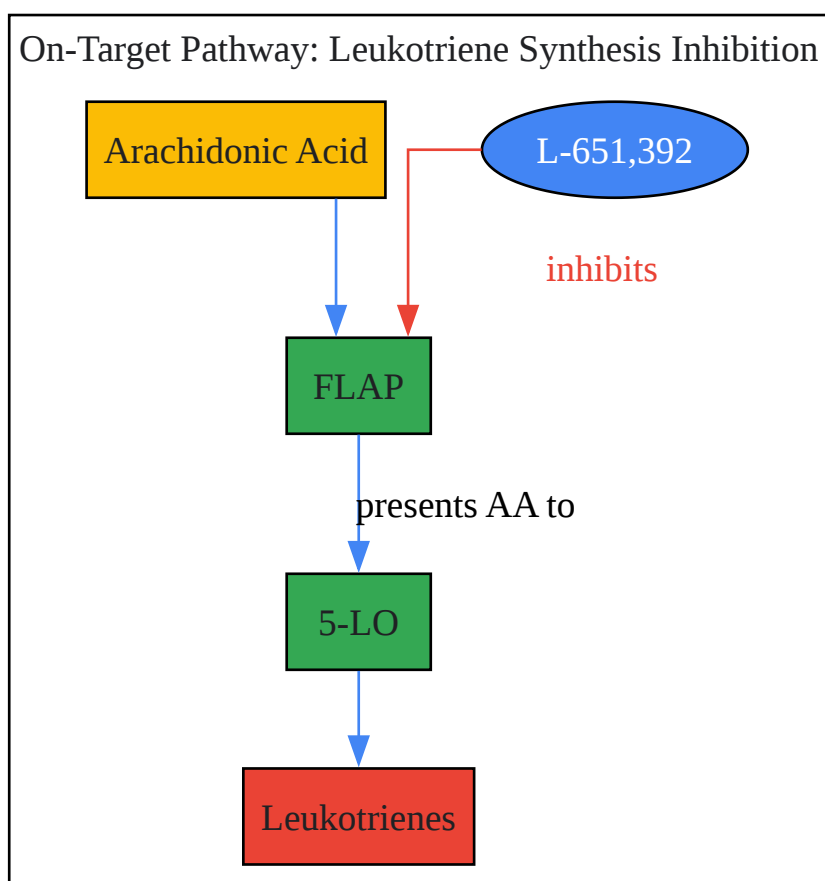 On-Target Pathway: Leukotriene Synthesis Inhibition
Arachidonic Acid
L-651,392
inhibits
FLAP
presents AA to
5-LO
Leukotrienes